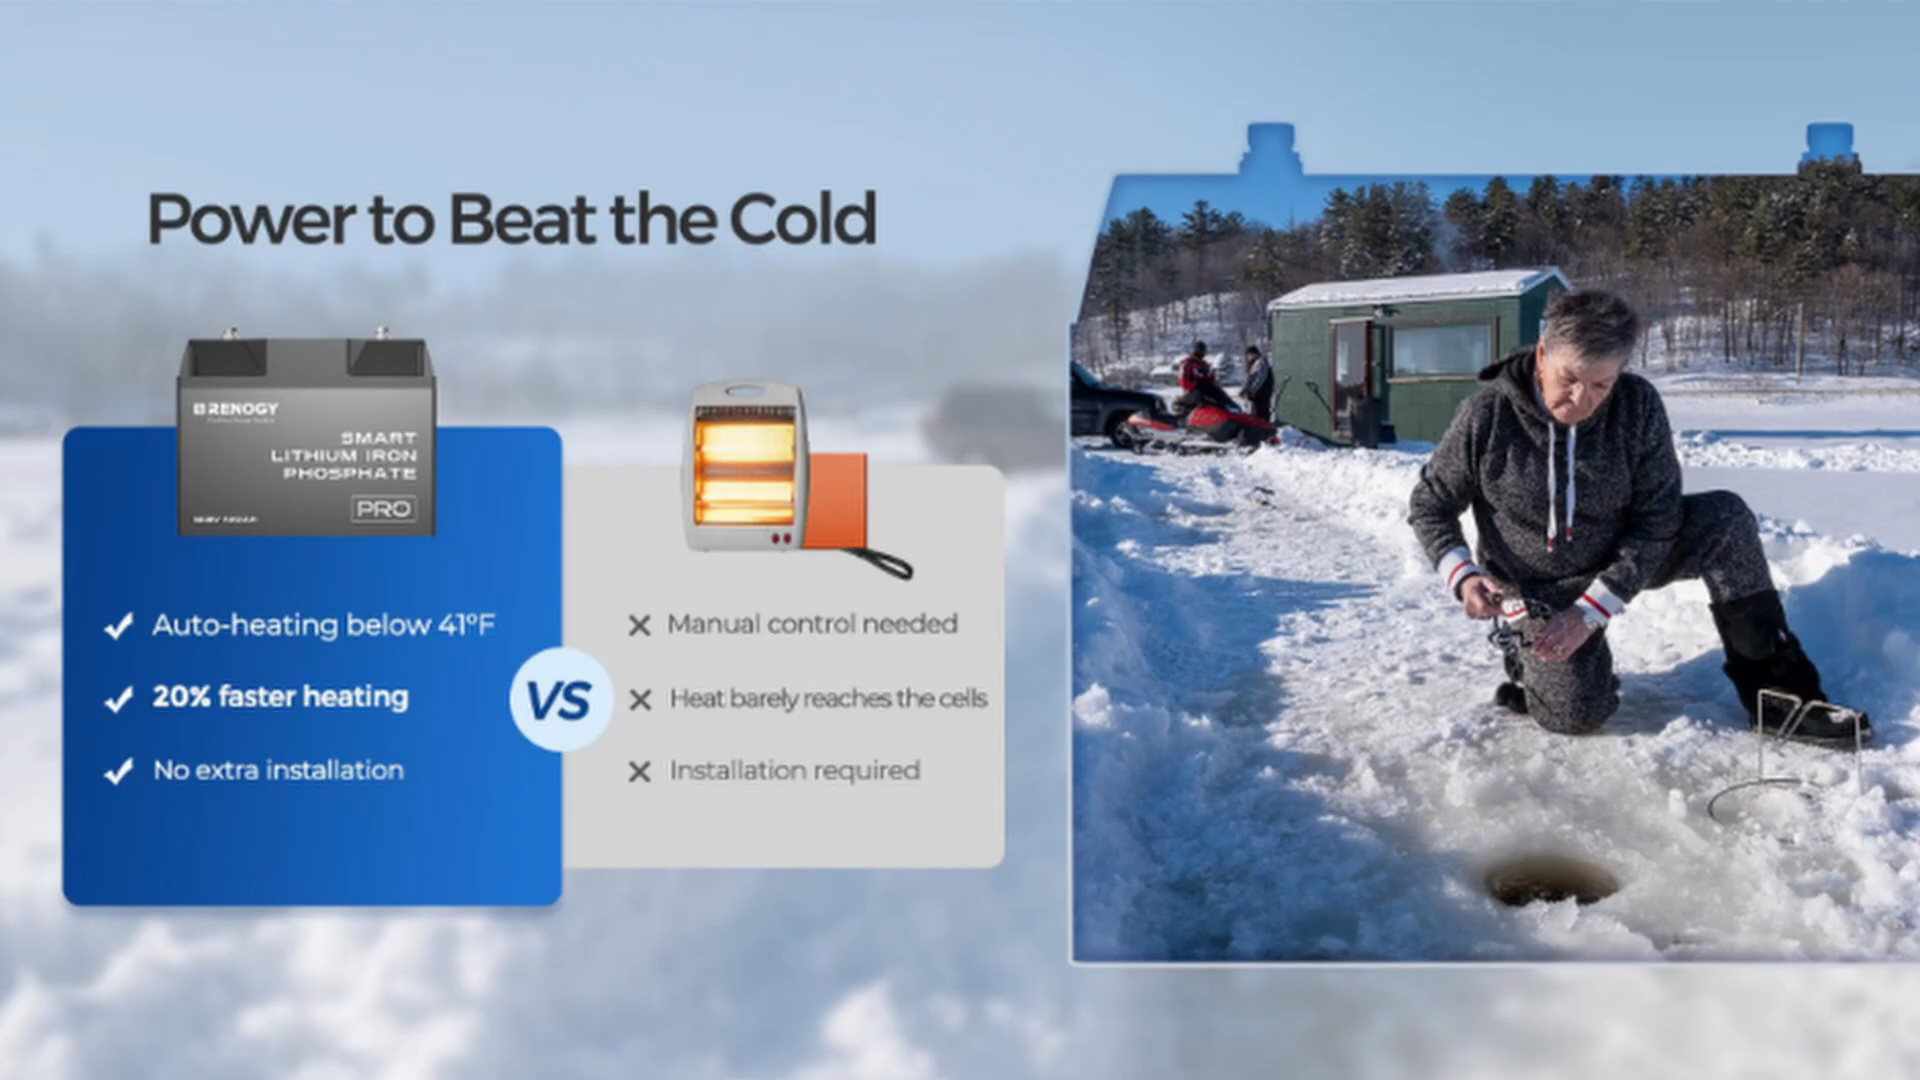 Power to Beat the Cold
RENOGY
SMART
LITHIUM IRON
PHOSPHATE
PRO
Auto-heating below 41°F
20% faster heating
No extra installation
VS
Manual control needed
Heat barely reaches the cells
Installation required